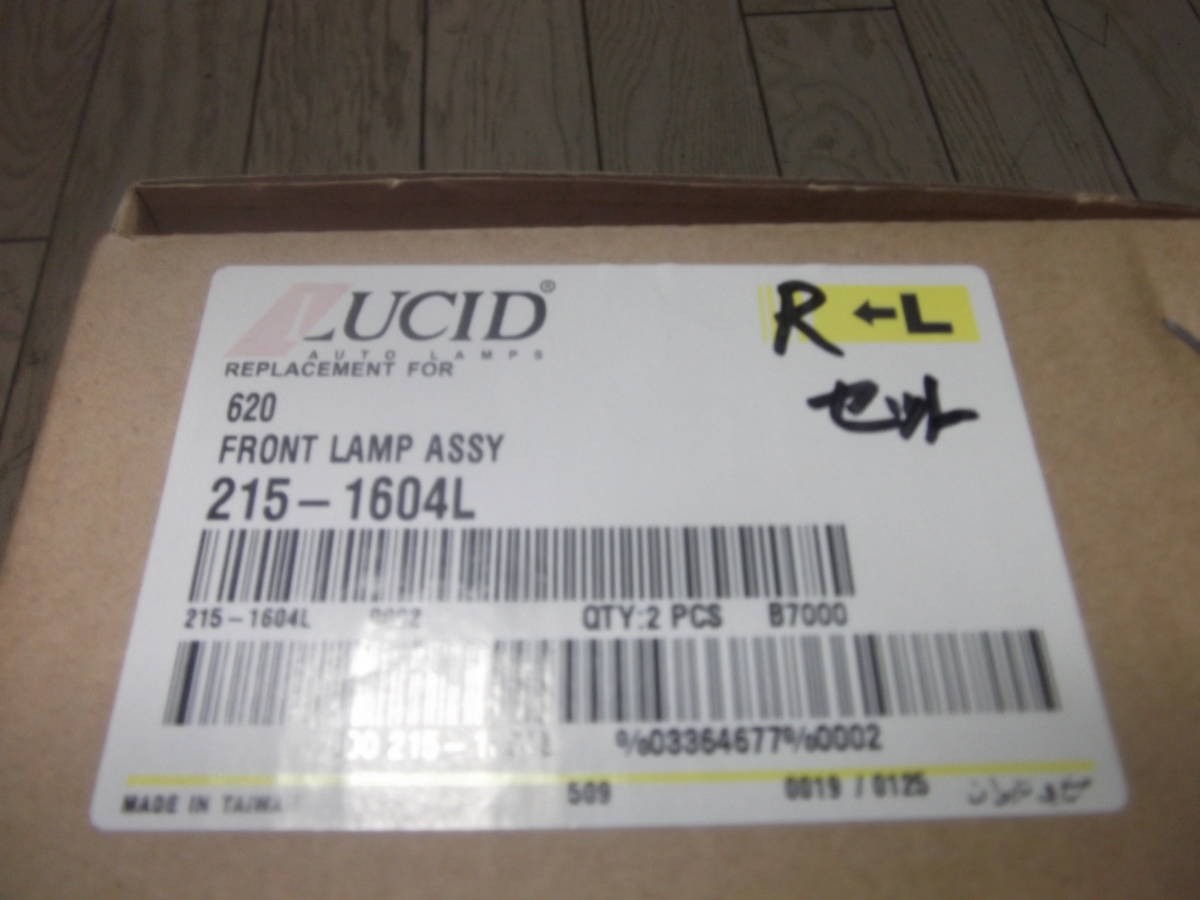 LUCID®
AUTO LAMPS
REPLACEMENT FOR
R ← L
セット
620
FRONT LAMP ASSY
215-1604L
215-1604L 0002 QTY:2 PCS B7000
%03364677%0002
MADE IN TAIWA
509 0019 / 0125